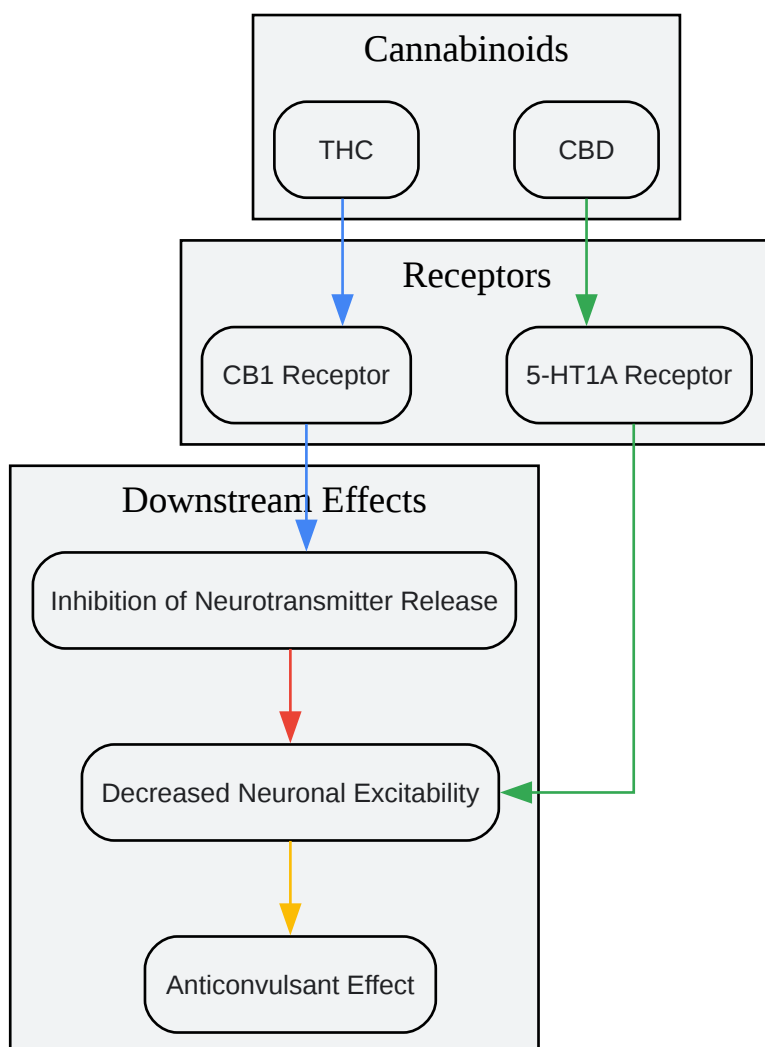 Cannabinoids
THC
CBD
Receptors
CB1 Receptor
5-HT1A Receptor
Downstream Effects
Inhibition of Neurotransmitter Release
Decreased Neuronal Excitability
Anticonvulsant Effect